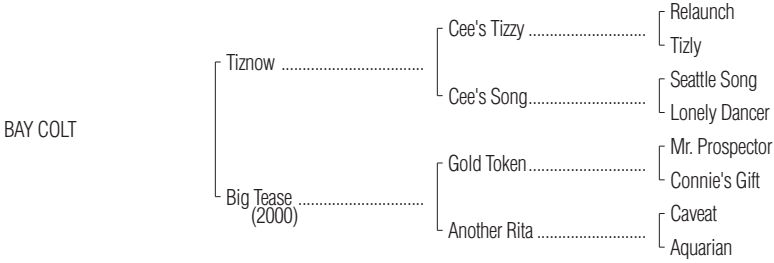 Relaunch
Cee's Tizzy ................................
Tizly
Tiznow .......................................
Seattle Song
Cee's Song................................
Lonely Dancer
BAY COLT
Mr. Prospector
Gold Token................................
Connie's Gift
Big Tease ..................................
(2000)
Caveat
Another Rita .............................
Aquarian